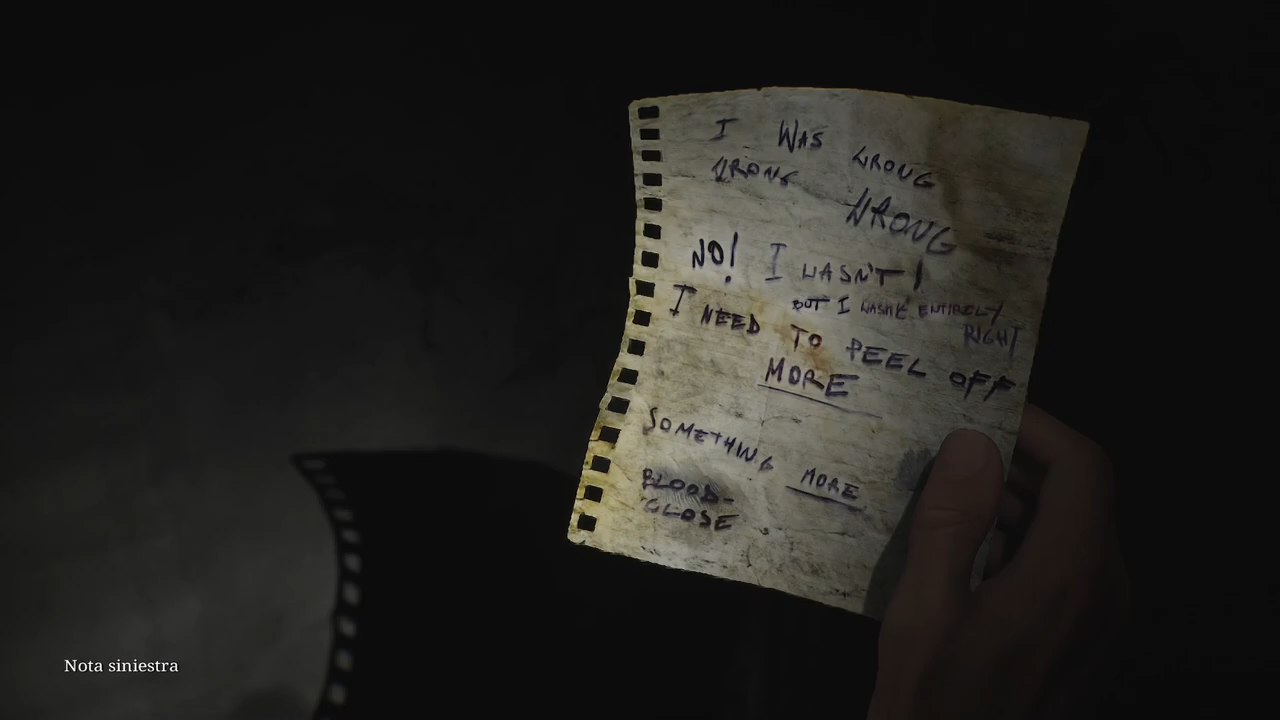 I WAS WRONG
WRONG
WRONG
NO! I WASN'T!
BUT I WASN'T ENTIRELY
RIGHT
I NEED TO PEEL OFF
MORE
SOMETHING MORE
BLOOD-
CLOSE
Nota siniestra